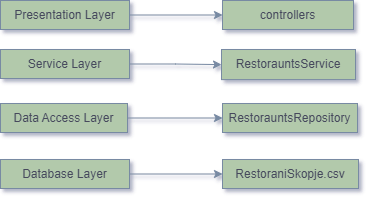 Presentation Layer
controllers
Service Layer
RestorauntsService
Data Access Layer
RestorauntsRepository
Database Layer
RestoraniSkopje.csv